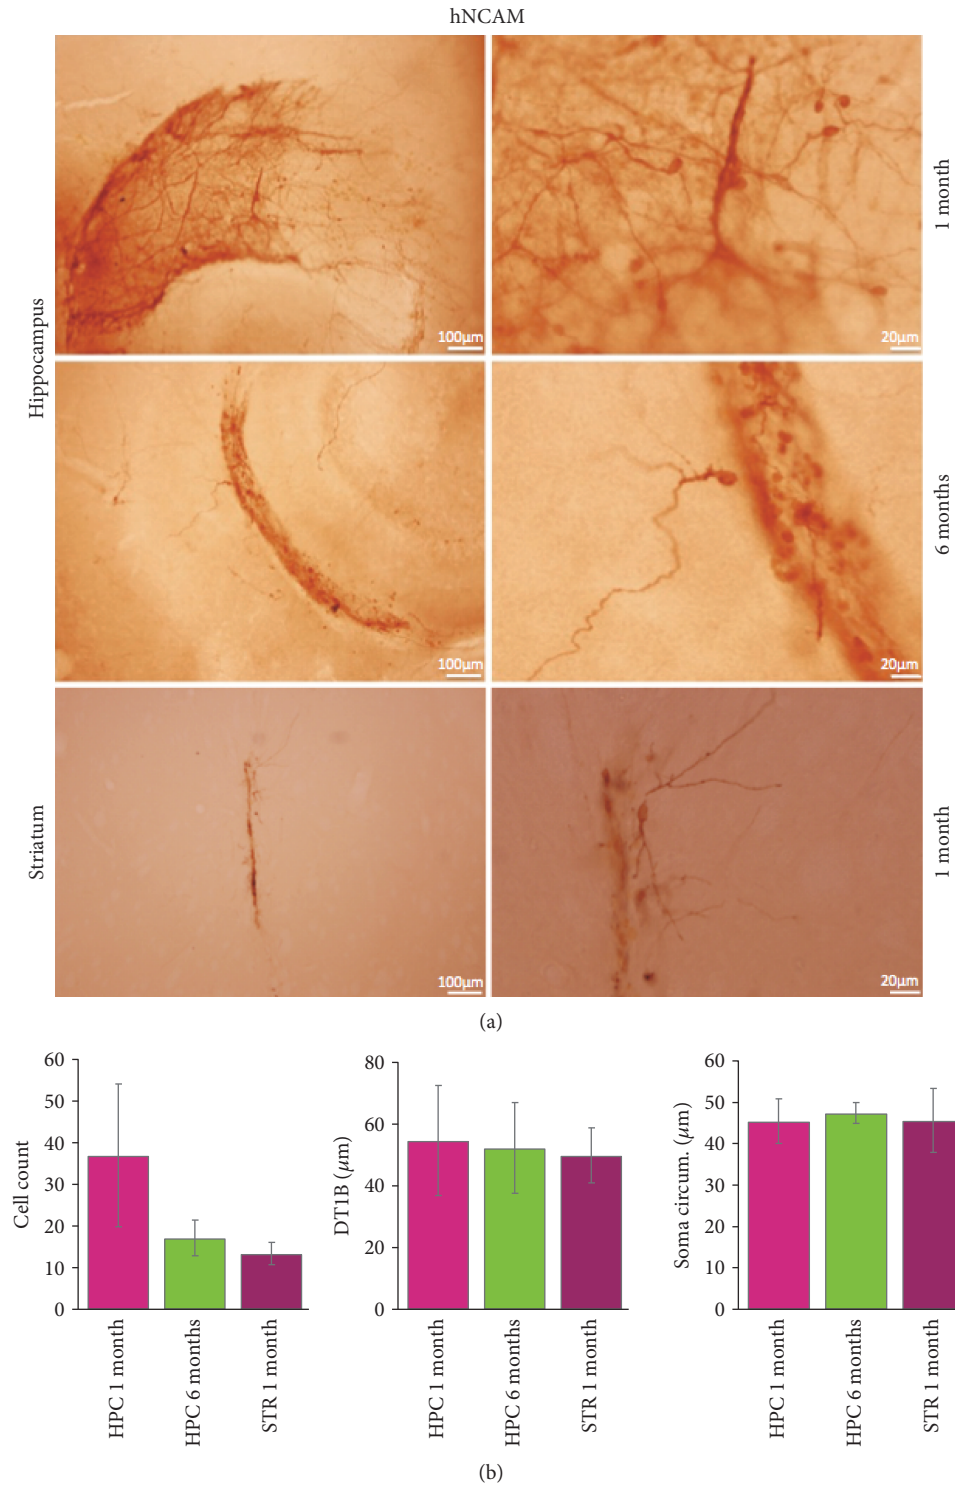 hNCAM
Hippocampus
1 month
100μm
20μm
6 months
100μm
20μm
Striatum
1 month
100μm
20μm
(a)
Cell count
60
50
40
30
20
10
0
HPC 1 month
HPC 6 months
STR 1 month
DT1B (μm)
80
60
40
20
0
HPC 1 month
HPC 6 months
STR 1 month
Soma circum. (μm)
60
50
40
30
20
10
0
HPC 1 month
HPC 6 months
STR 1 month
(b)